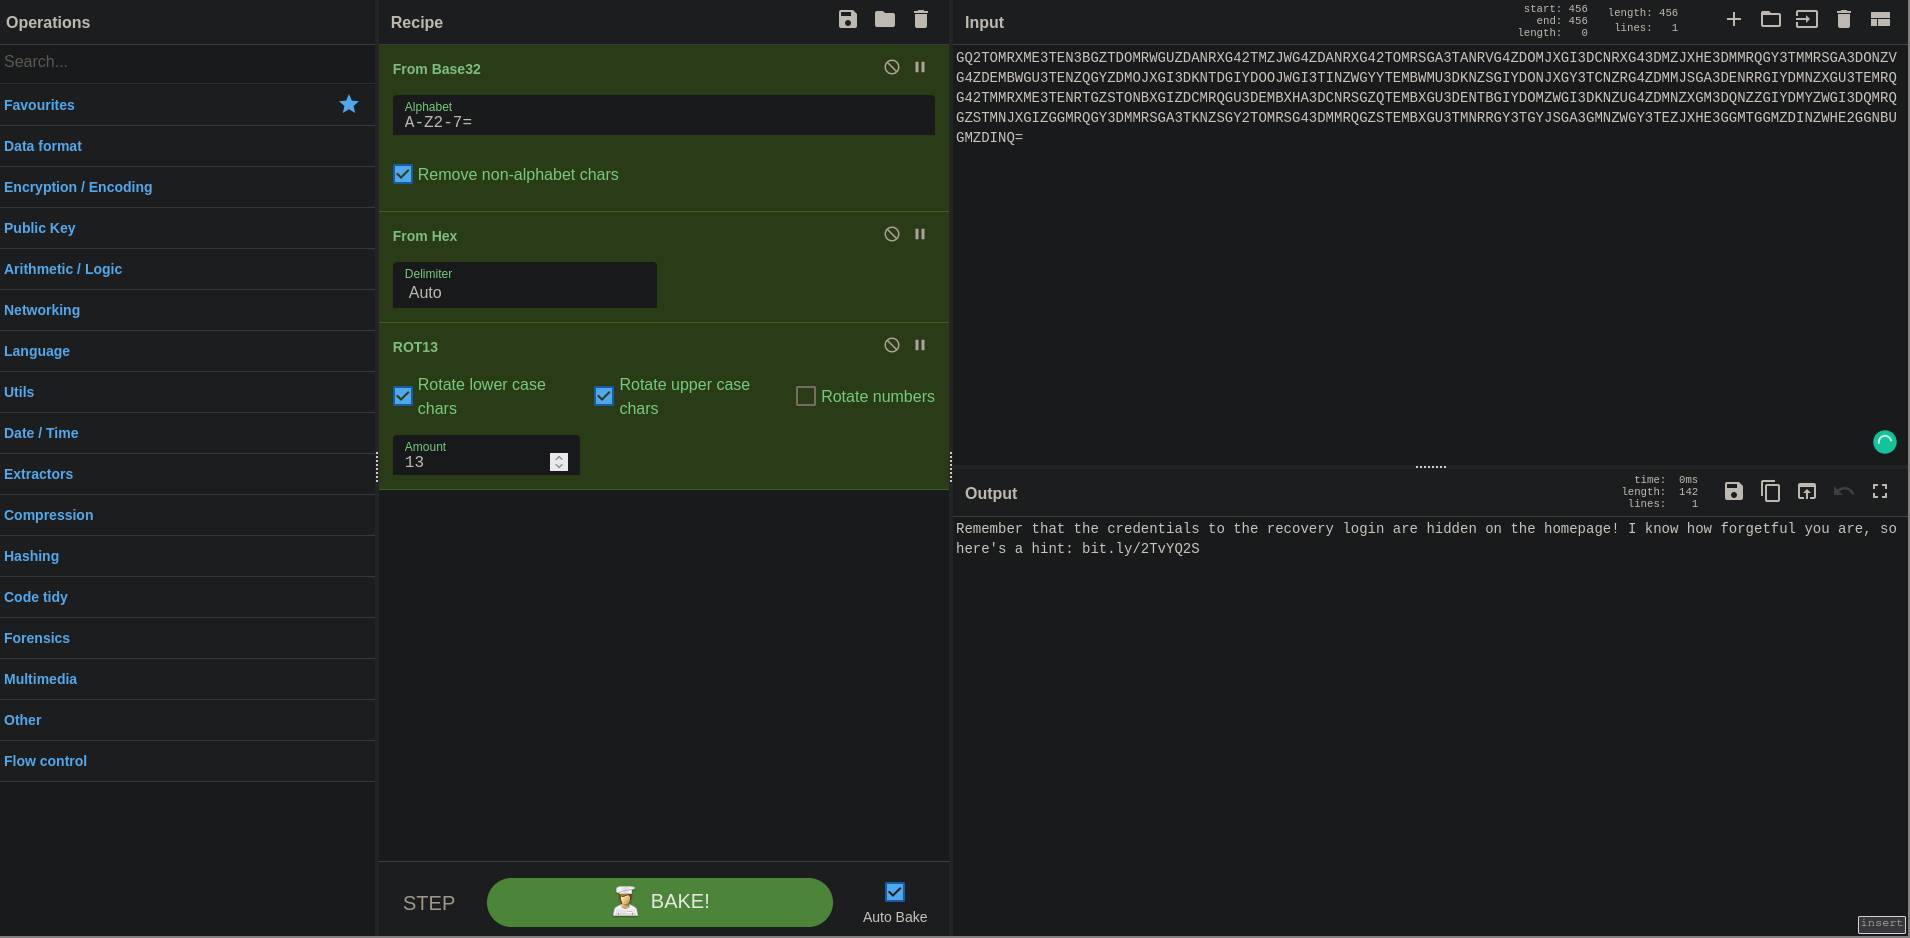 Operations
Search...
Favourites
Data format
Encryption / Encoding
Public Key
Arithmetic / Logic
Networking
Language
Utils
Date / Time
Extractors
Compression
Hashing
Code tidy
Forensics
Multimedia
Other
Flow control
Recipe
From Base32
Alphabet
A-Z2-7=
Remove non-alphabet chars
From Hex
Delimiter
Auto
ROT13
Rotate lower case
chars
Rotate upper case
chars
Rotate numbers
Amount
13
STEP
BAKE!
Auto Bake
Input
start: 456
end: 456
length: 0
length: 456
lines: 1
GQ2TOMRXME3TEN3BGZTDOMRWGUZDANRXG42TMZJWG4ZDANRXG42TOMRSGA3TANRVG4ZDOMJXGI3DCNRXG43DMZJXHE3DMMRQGY3TMMRSGA3DONZV
G4ZDEMBWGU3TENZQGYZDMOJXGI3DKNTDGIYDOOJWGI3TINZWGYYTEMBWMU3DKNZSGIYDONJXGY3TCNZRG4ZDMMJSGA3DENRRGIYDMNZXGU3TEMRQ
G42TMMRXME3TENRTGZSTONBXGIZDCMRQGU3DEMBXHA3DCNRSGZQTEMBXGU3DENTBGIYDOMZWGI3DKNZUG4ZDMNZXGM3DQNZZGIYDMYZWGI3DQMRQ
GZSTMNJXGIZGGMRQGY3DMMRSGA3TKNZSGY2TOMRSG43DMMRQGZSTEMBXGU3TMNRRGY3TGYJSGA3GMNZWGY3TEZJXHE3GGMTGGMZDINZWHE2GGNBU
GMZDINQ=
Output
time: 0ms
length: 142
lines: 1
Remember that the credentials to the recovery login are hidden on the homepage! I know how forgetful you are, so
here's a hint: bit.ly/2TvYQ2S
insert